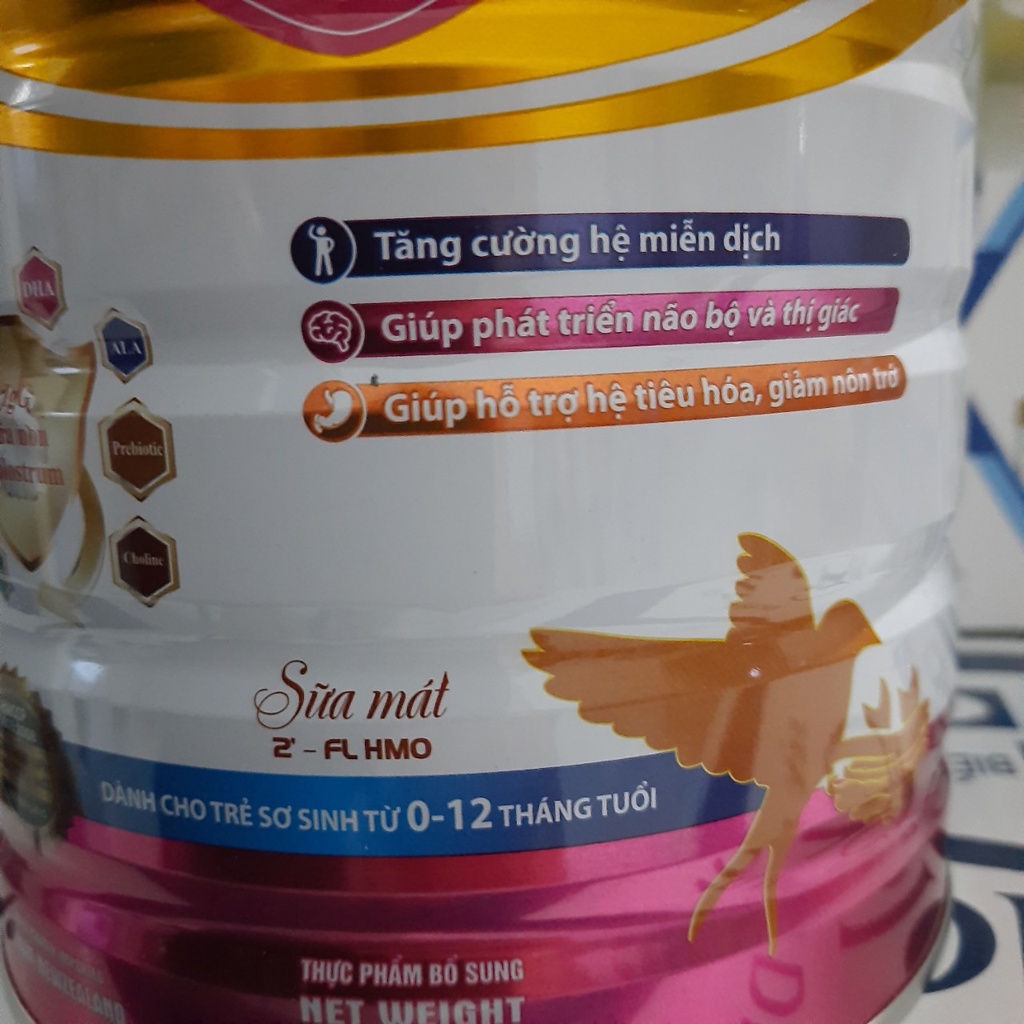 Tăng cường hệ miễn dịch
Giúp phát triển não bộ và thị giác
Giúp hỗ trợ hệ tiêu hóa, giảm nôn trớ
DHA
ALA
IgG
Prebiotic
Choline
Sữa mát
2' - FL HMO
DÀNH CHO TRẺ SƠ SINH TỪ 0-12 THÁNG TUỔI
THỰC PHẨM BỔ SUNG
NET WEIGHT